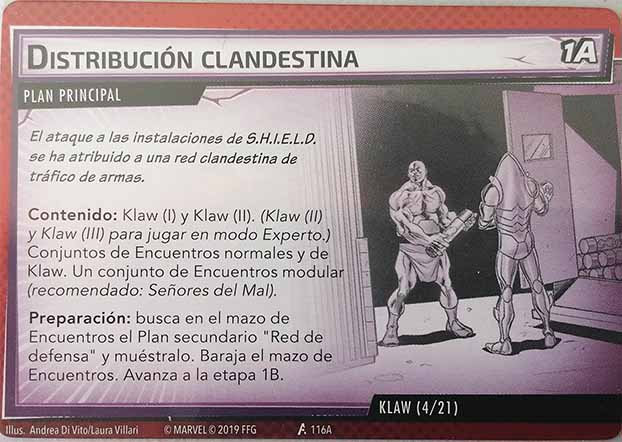 DISTRIBUCIÓN CLANDESTINA
1A
PLAN PRINCIPAL
El ataque a las instalaciones de S.H.I.E.L.D.
se ha atribuido a una red clandestina de
tráfico de armas.
Contenido: Klaw (I) y Klaw (II). (Klaw (II)
y Klaw (III) para jugar en modo Experto.)
Conjuntos de Encuentros normales y de
Klaw. Un conjunto de Encuentros modular
(recomendado: Señores del Mal).
Preparación: busca en el mazo de
Encuentros el Plan secundario "Red de
defensa" y muéstralo. Baraja el mazo de
Encuentros. Avanza a la etapa 1B.
KLAW (4/21)
Illus. Andrea Di Vito/Laura Villari © MARVEL © 2019 FFG 116A